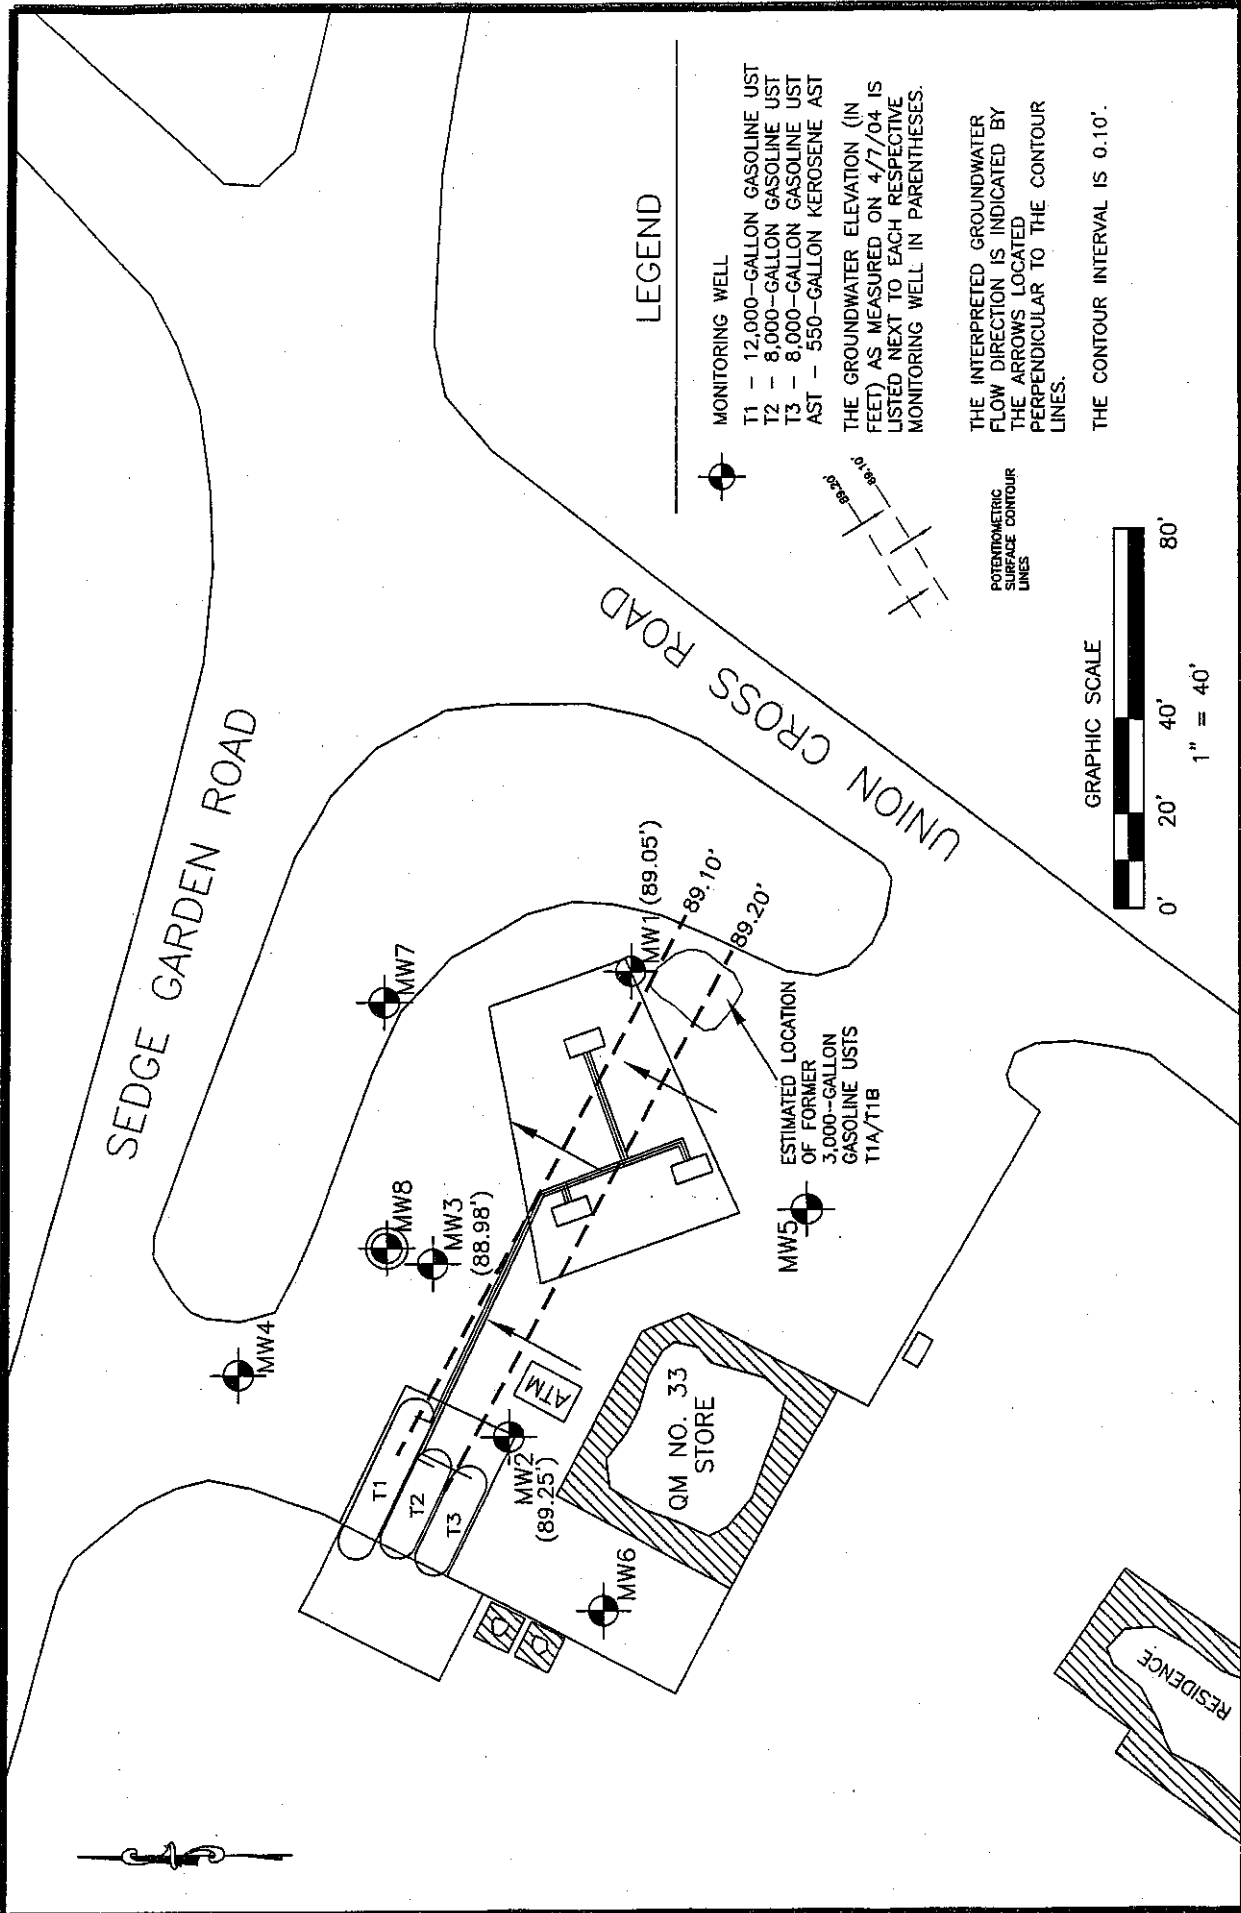 SEDGE GARDEN ROAD
UNION CROSS ROAD
MW4
MW8
MW3
(88.98')
MW7
MW1 (89.05')
89.10'
89.20'
T1
T2
T3
ATM
MW2
(89.25')
MW6
MW5
QM NO. 33
STORE
ESTIMATED LOCATION
OF FORMER
3,000-GALLON
GASOLINE USTS
T1A/T1B
RESIDENCE
LEGEND
MONITORING WELL
T1 - 12,000-GALLON GASOLINE UST
T2 - 8,000-GALLON GASOLINE UST
T3 - 8,000-GALLON GASOLINE UST
AST - 550-GALLON KEROSENE AST
THE GROUNDWATER ELEVATION (IN
FEET) AS MEASURED ON 4/7/04 IS
LISTED NEXT TO EACH RESPECTIVE
MONITORING WELL IN PARENTHESES.
89.20'
89.10'
POTENTIOMETRIC
SURFACE CONTOUR
LINES
THE INTERPRETED GROUNDWATER
FLOW DIRECTION IS INDICATED BY
THE ARROWS LOCATED
PERPENDICULAR TO THE CONTOUR
LINES.
THE CONTOUR INTERVAL IS 0.10'.
GRAPHIC SCALE
0' 20' 40' 80'
1" = 40'